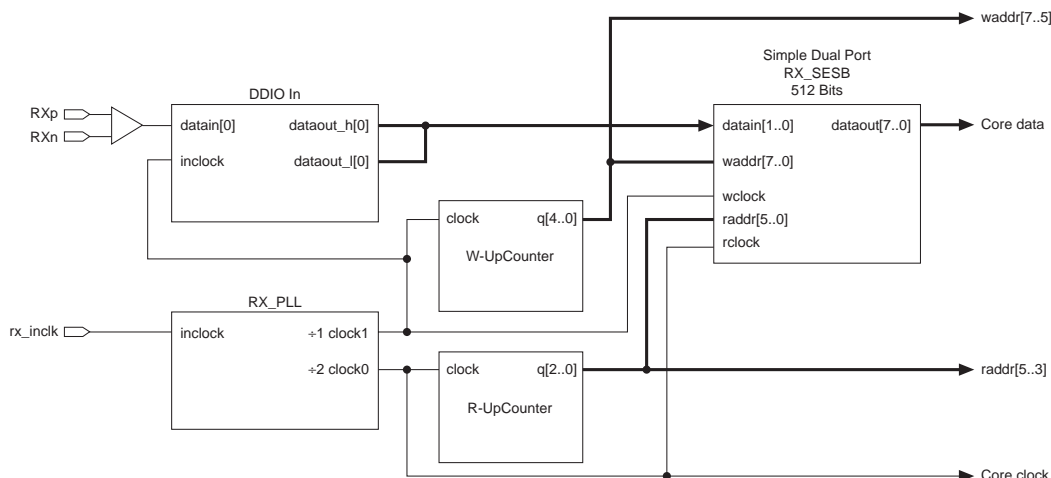 waddr[7..5]
Simple Dual Port
RX_SESB
512 Bits
DDIO In
RXp
RXn
datain[0]
dataout_h[0]
inclock
dataout_l[0]
datain[1..0]
dataout[7..0]
Core data
waddr[7..0]
wclock
raddr[5..0]
rclock
clock
q[4..0]
W-UpCounter
RX_PLL
rx_inclk
inclock
÷1 clock1
÷2 clock0
clock
q[2..0]
R-UpCounter
raddr[5..3]
Core clock